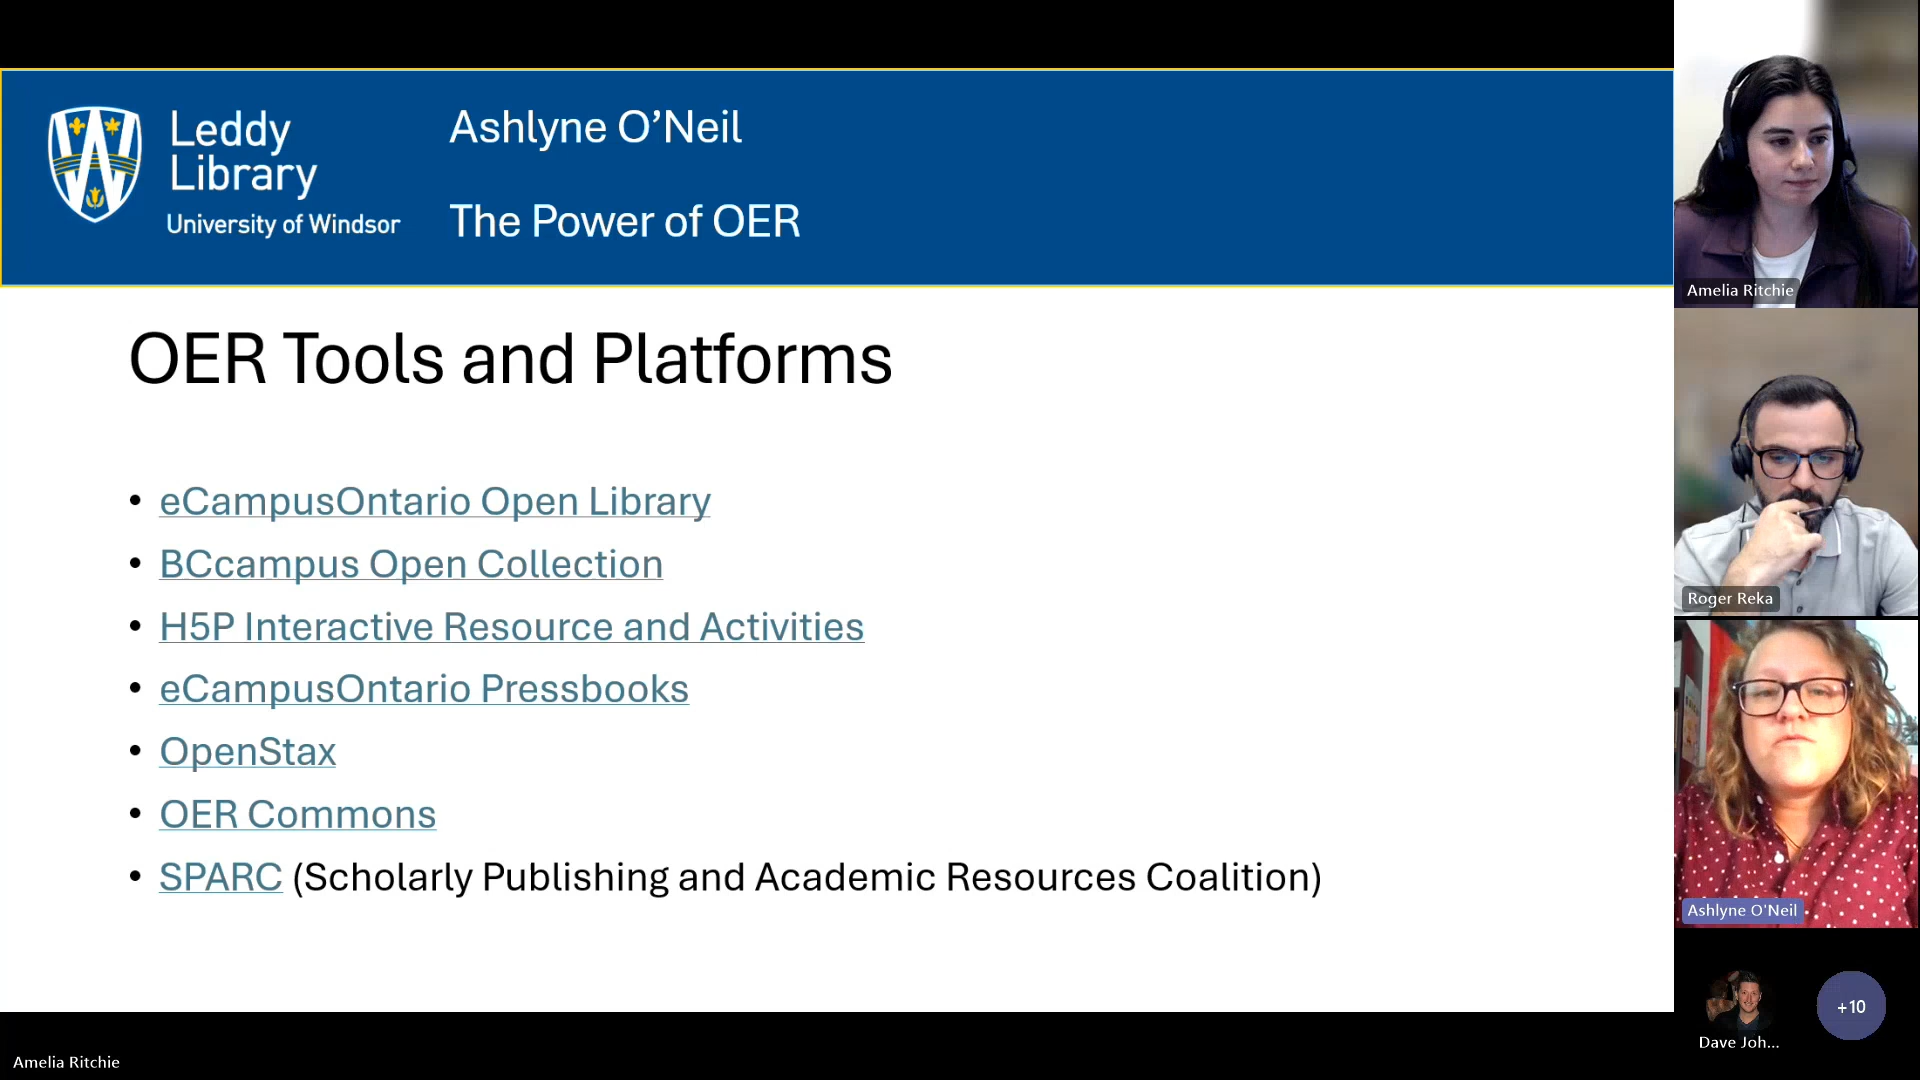 Leddy
Library
University of Windsor
Ashlyne O’Neil
The Power of OER
OER Tools and Platforms
• eCampusOntario Open Library
• BCcampus Open Collection
• H5P Interactive Resource and Activities
• eCampusOntario Pressbooks
• OpenStax
• OER Commons
• SPARC (Scholarly Publishing and Academic Resources Coalition)
Amelia Ritchie
Roger Reka
Ashlyne O'Neil
Dave Joh...
+10
Amelia Ritchie